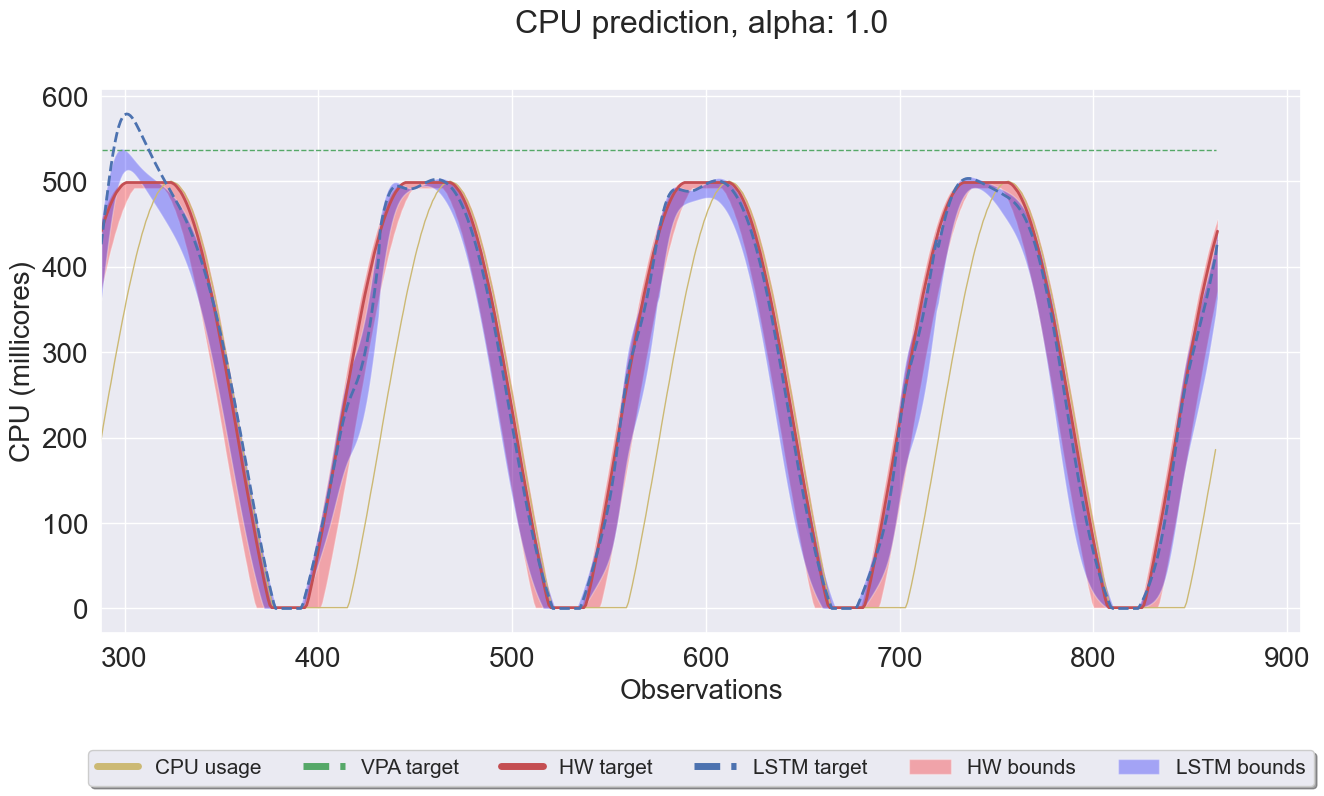 CPU prediction, alpha: 1.0
600
500
400
300
200
100
0
CPU (millicores)
300 400 500 600 700 800 900
Observations
CPU usage VPA target HW target LSTM target HW bounds LSTM bounds